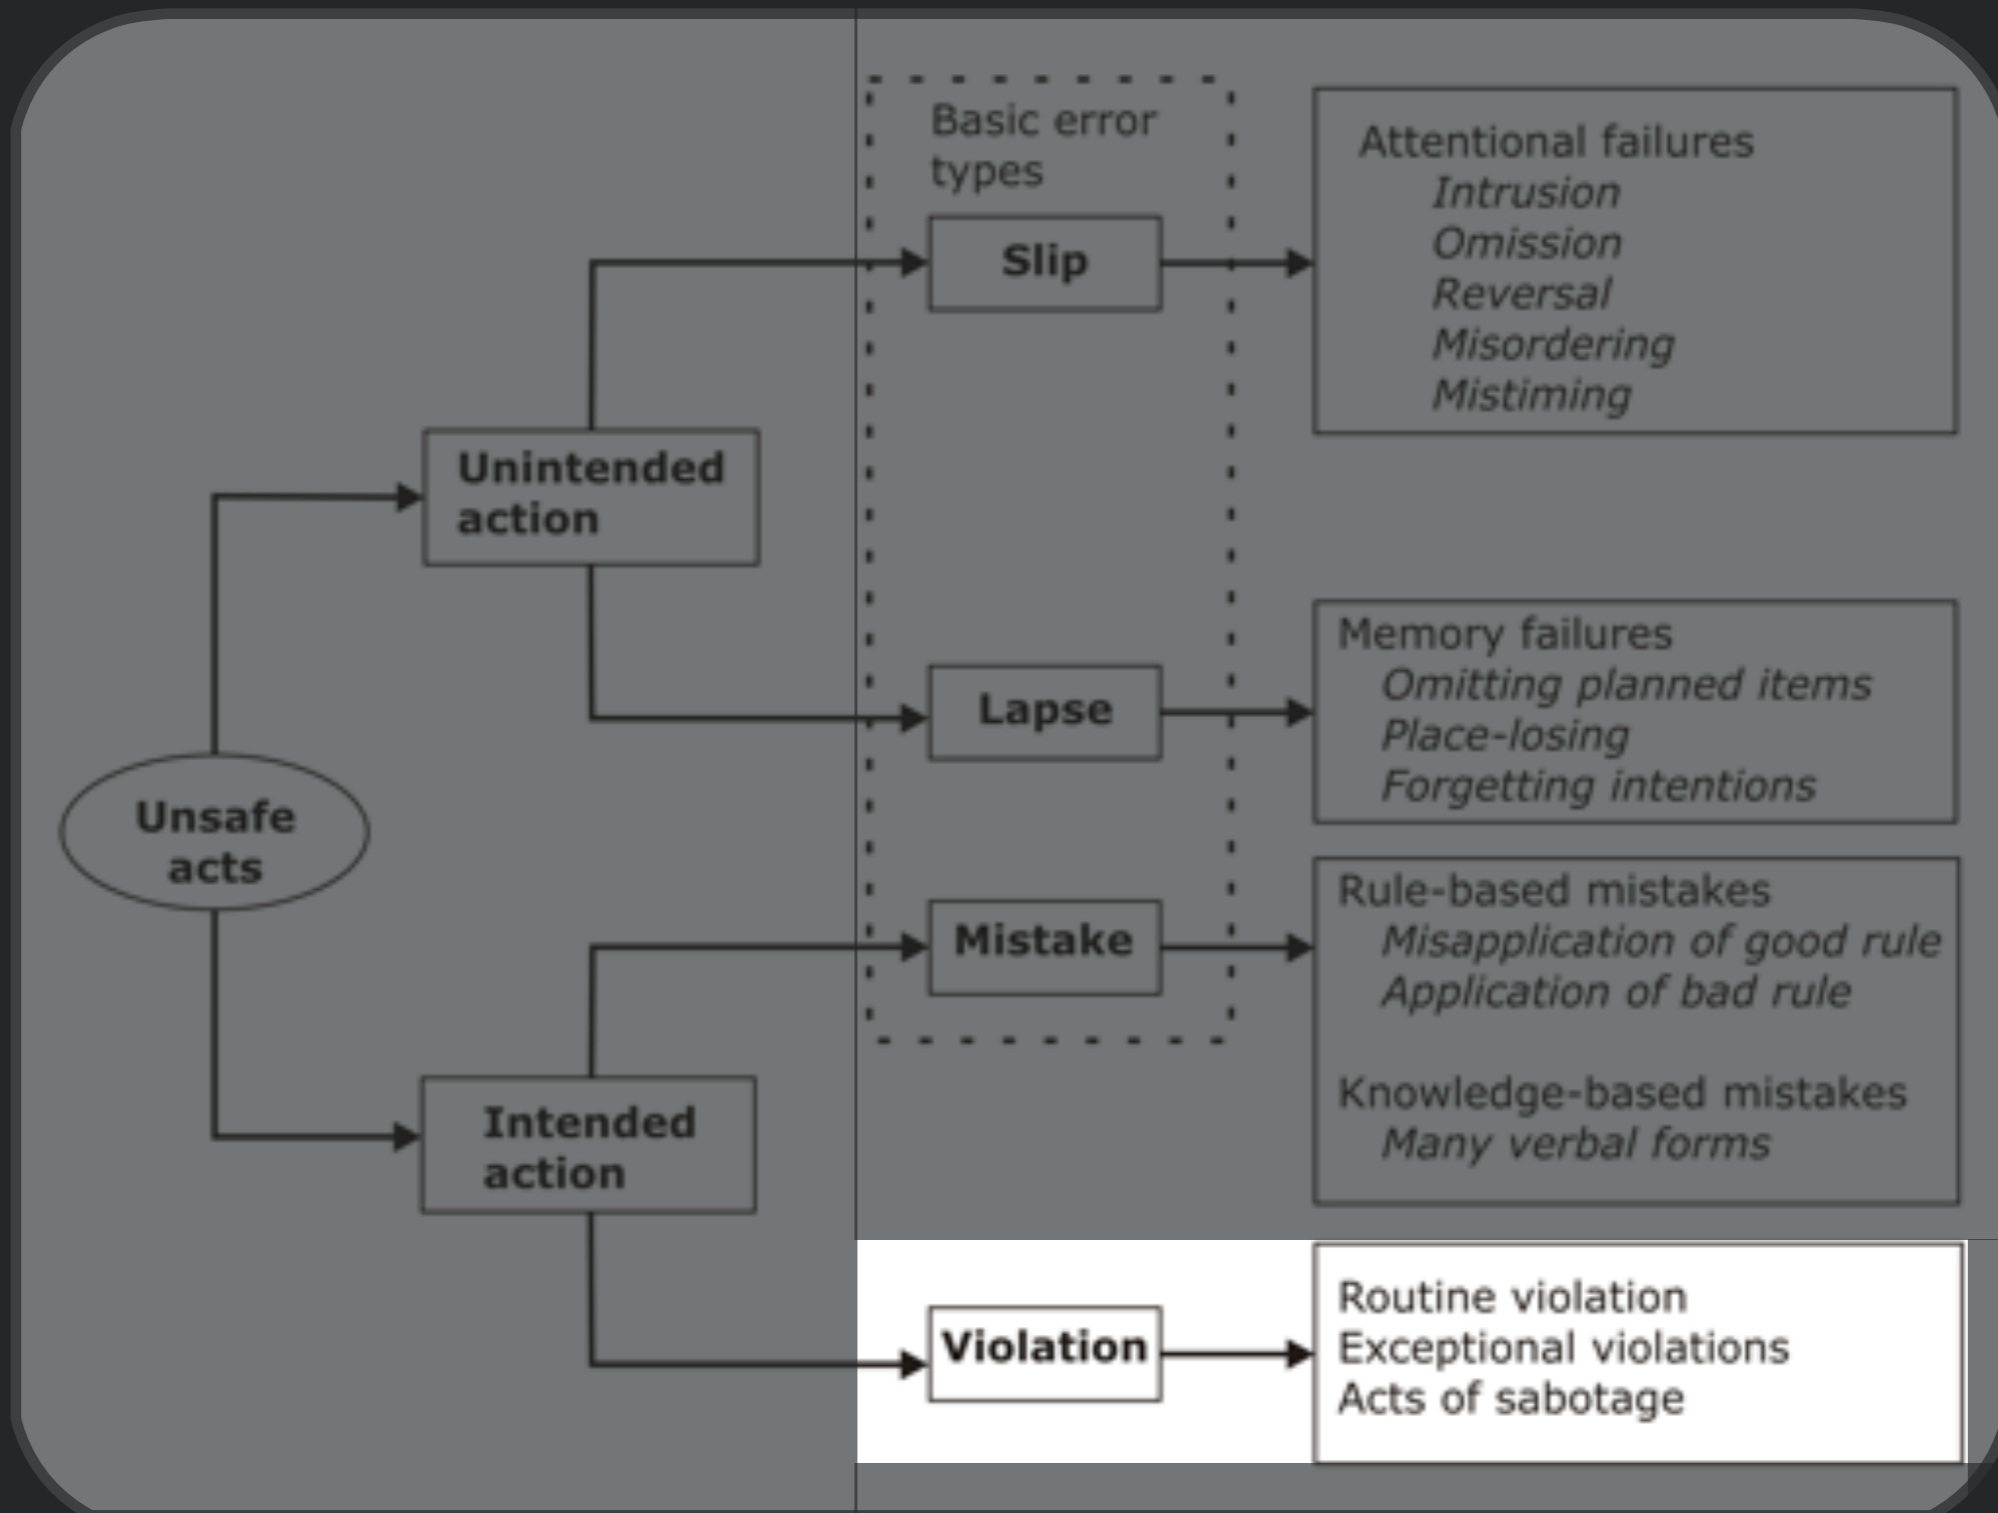 Basic error
types
Slip
Attentional failures
Intrusion
Omission
Reversal
Misordering
Mistiming
Unintended
action
Lapse
Memory failures
Omitting planned items
Place-losing
Forgetting intentions
Unsafe
acts
Mistake
Rule-based mistakes
Misapplication of good rule
Application of bad rule
Knowledge-based mistakes
Many verbal forms
Intended
action
Violation
Routine violation
Exceptional violations
Acts of sabotage